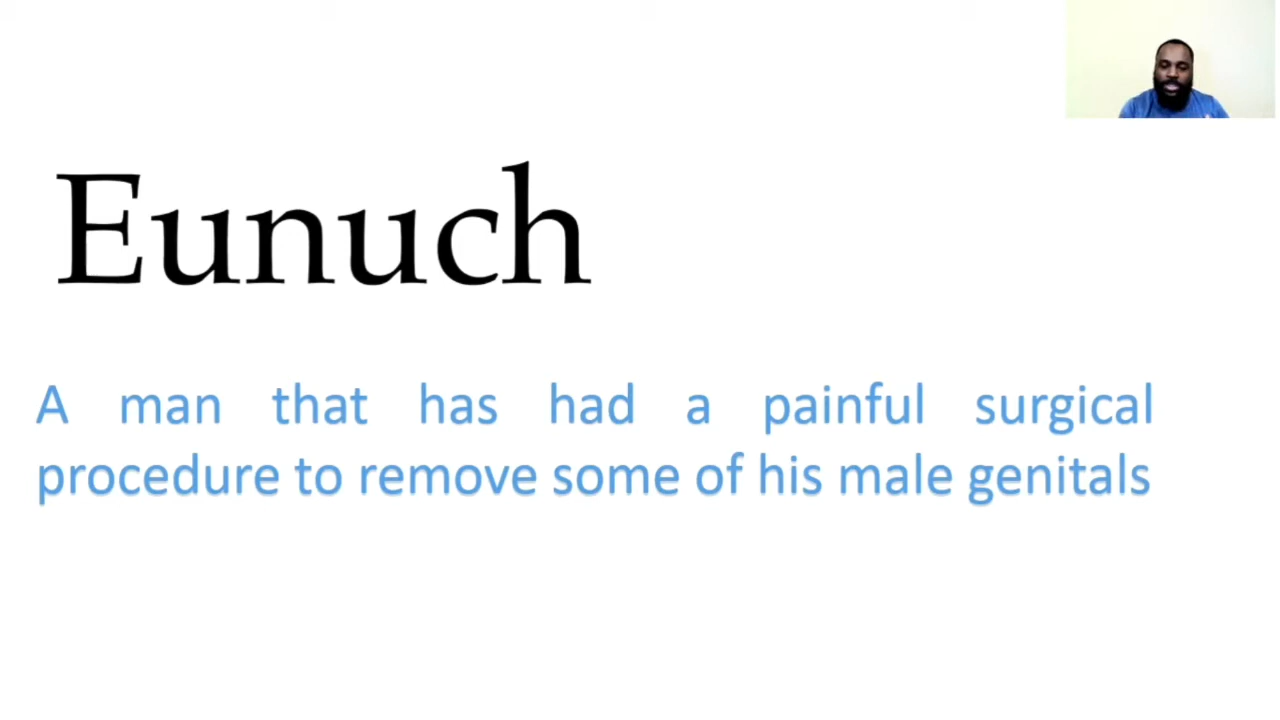 Eunuch
A man that has had a painful surgical
procedure to remove some of his male genitals